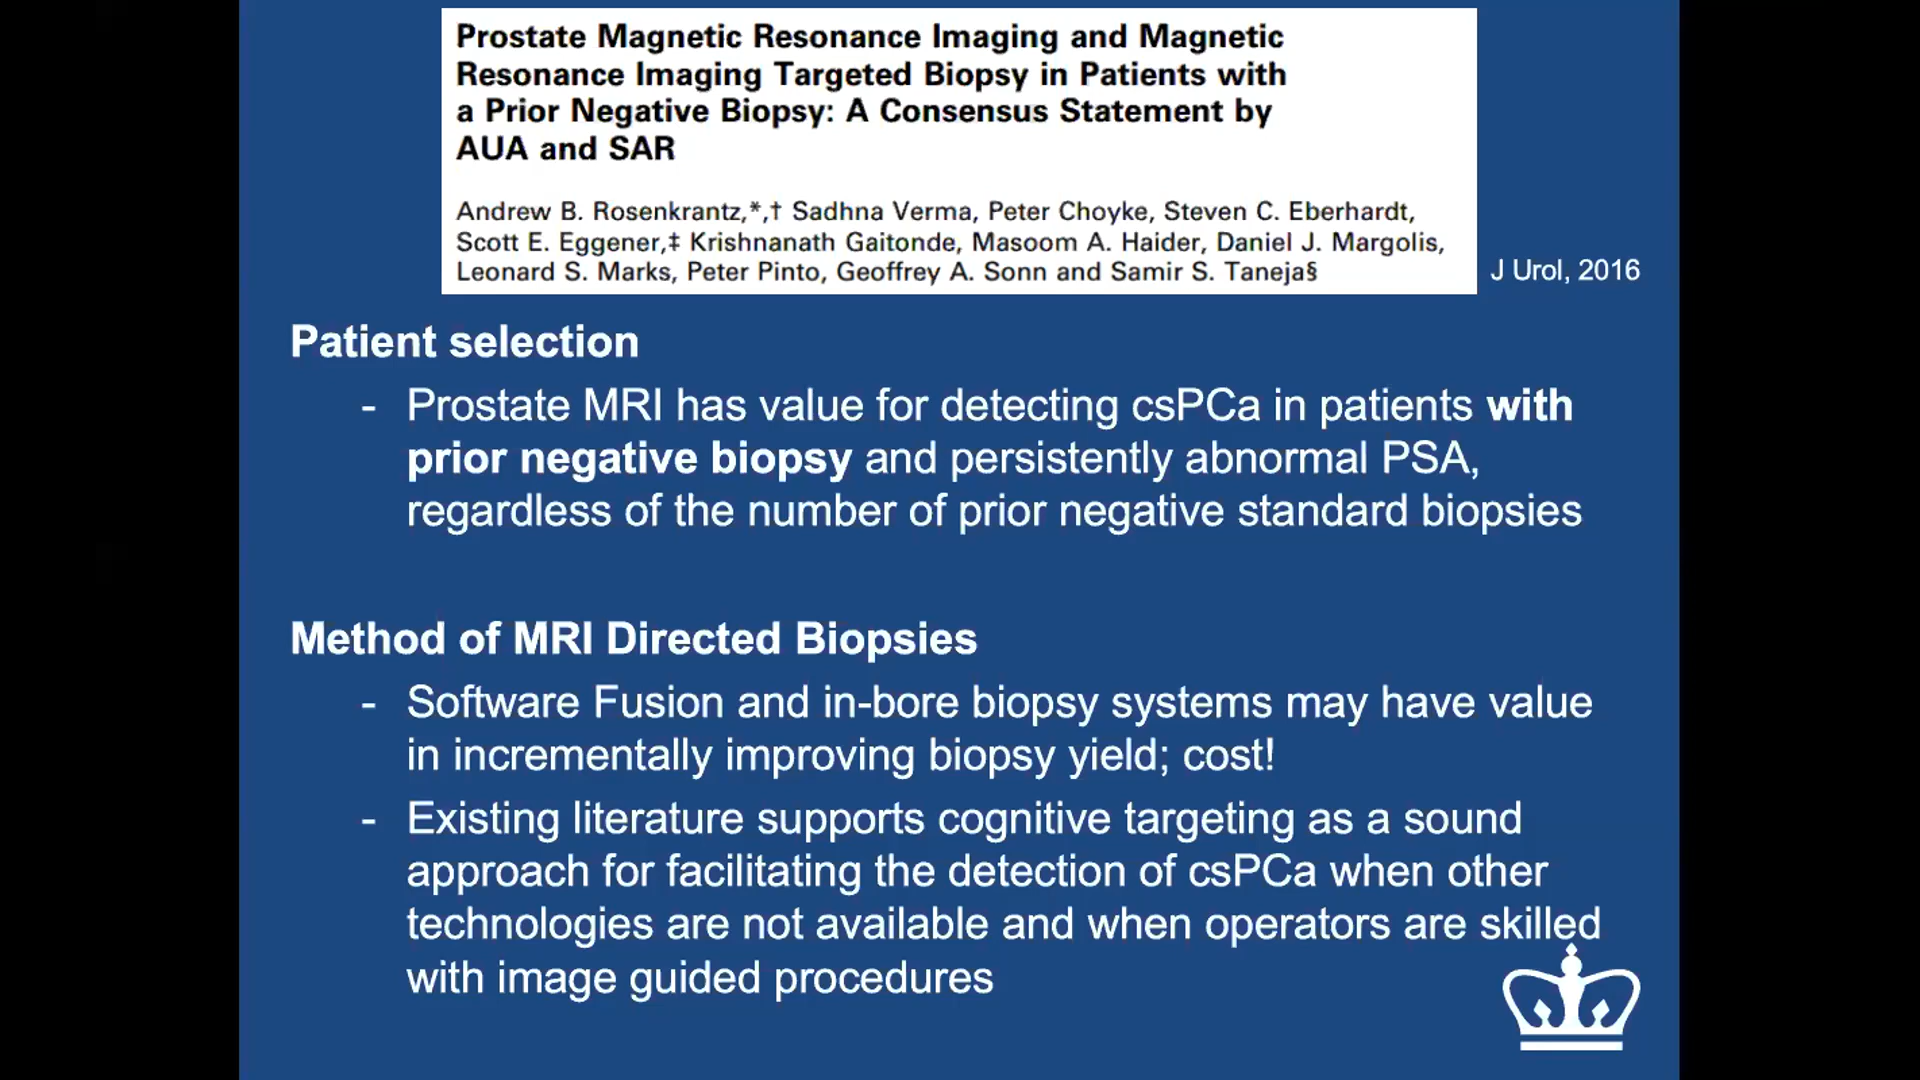 Prostate Magnetic Resonance Imaging and Magnetic
Resonance Imaging Targeted Biopsy in Patients with
a Prior Negative Biopsy: A Consensus Statement by
AUA and SAR
Andrew B. Rosenkrantz,*,† Sadhna Verma, Peter Choyke, Steven C. Eberhardt,
Scott E. Eggener,‡ Krishnanath Gaitonde, Masoom A. Haider, Daniel J. Margolis,
Leonard S. Marks, Peter Pinto, Geoffrey A. Sonn and Samir S. Taneja§
J Urol, 2016
Patient selection
- Prostate MRI has value for detecting csPCa in patients with
prior negative biopsy and persistently abnormal PSA,
regardless of the number of prior negative standard biopsies
Method of MRI Directed Biopsies
- Software Fusion and in-bore biopsy systems may have value
in incrementally improving biopsy yield; cost!
- Existing literature supports cognitive targeting as a sound
approach for facilitating the detection of csPCa when other
technologies are not available and when operators are skilled
with image guided procedures